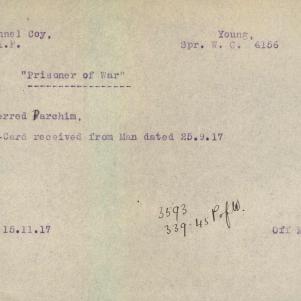 nnel Coy,
Young,
.F.
Spr. W. C. 4156
"Prisoner of War"
erred Parchim,
-Card received from Man dated 25.9.17
3593
339-45 P of W.
15.11.17
Off